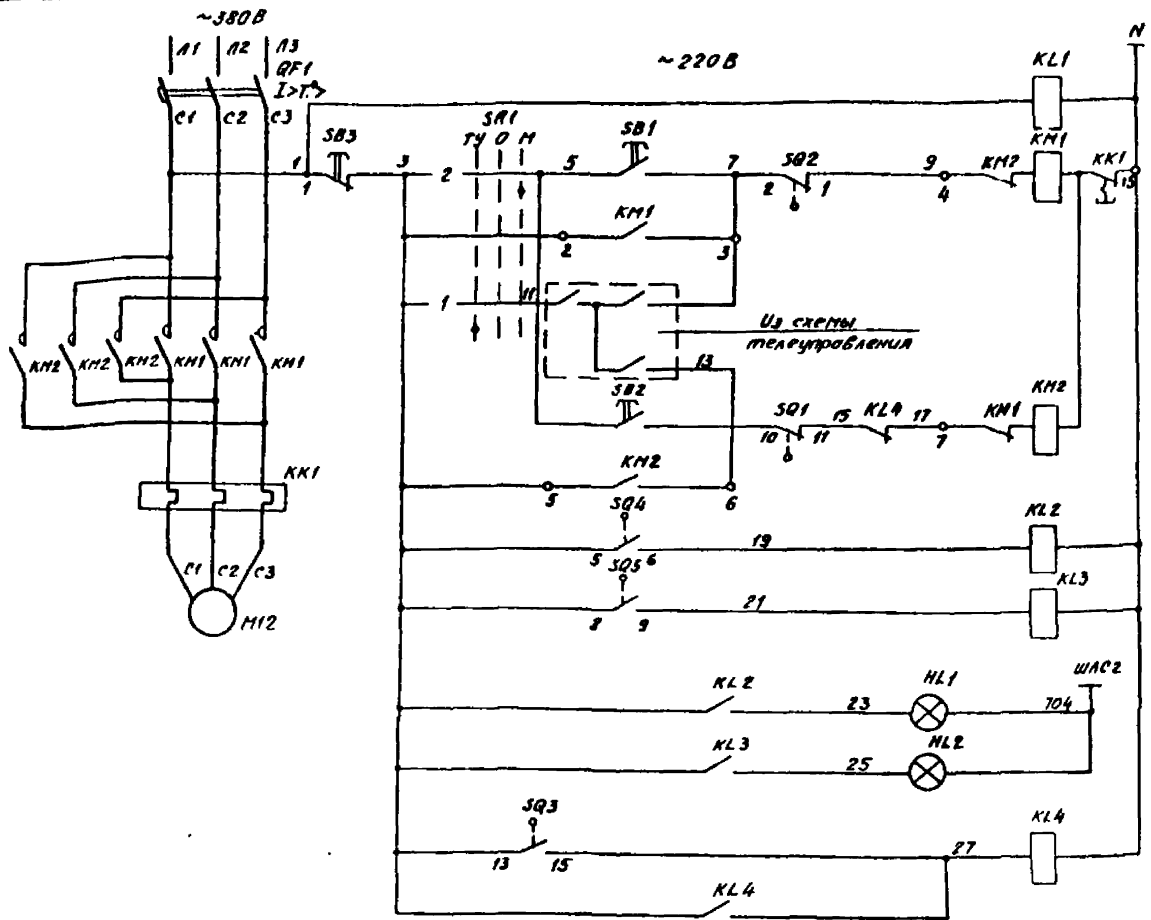 ~380В
Л1 Л2 Л3
QF1
I>T.°>
С1 С2 С3
~220В
N
KL1
SB3
SA1
ТУ О М
SB1
SQ2
KM2
KM1
KK1
1
1
3
2
5
7
2
1
9
4
15
KM1
2
3
1
11
Из схемы
телеуправления
13
KM2 KM2 KM2 KM1 KM1 KM1
SB2
SQ1
10
11
15
KL4
17
7
KM1
KM2
KK1
KM2
5
6
SQ4
5 6
19
KL2
SQ5
8 9
21
KL3
С1 С2 С3
М12
KL2
23
HL1
704
ШЛС2
KL3
25
HL2
SQ3
13 15
27
KL4
KL4